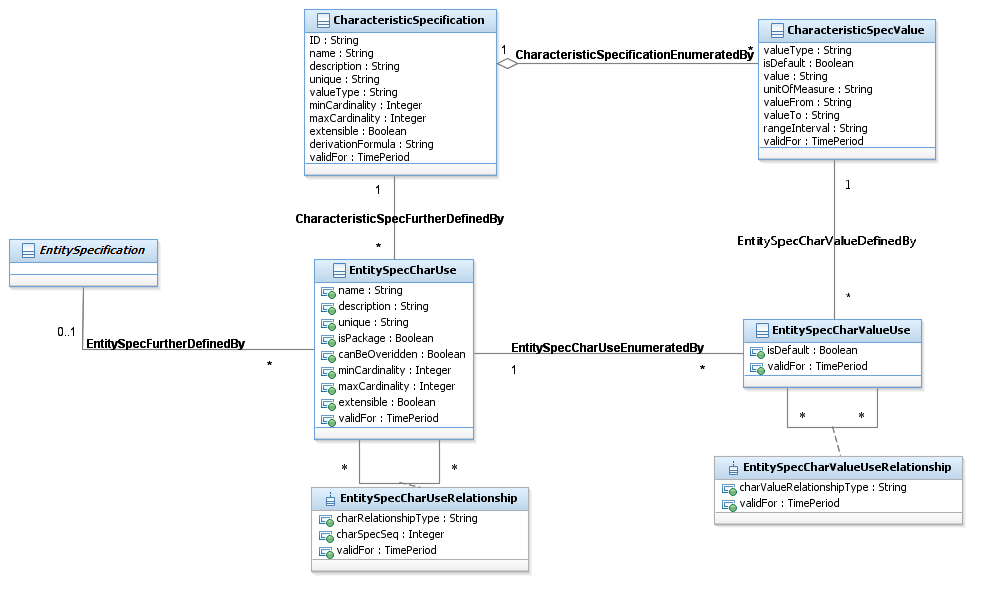 CharacteristicSpecification
ID : String
name : String
description : String
unique : String
valueType : String
minCardinality : Integer
maxCardinality : Integer
extensible : Boolean
derivationFormula : String
validFor : TimePeriod
1
CharacteristicSpecificationEnumeratedBy
*
CharacteristicSpecValue
valueType : String
isDefault : Boolean
value : String
unitOfMeasure : String
valueFrom : String
valueTo : String
rangeInterval : String
validFor : TimePeriod
1
CharacteristicSpecFurtherDefinedBy
*
1
EntitySpecCharValueDefinedBy
*
EntitySpecification
0..1
EntitySpecFurtherDefinedBy
*
EntitySpecCharUse
name : String
description : String
unique : String
isPackage : Boolean
canBeOveridden : Boolean
minCardinality : Integer
maxCardinality : Integer
extensible : Boolean
validFor : TimePeriod
EntitySpecCharUseEnumeratedBy
1
*
EntitySpecCharValueUse
isDefault : Boolean
validFor : TimePeriod
*
*
EntitySpecCharValueUseRelationship
charValueRelationshipType : String
validFor : TimePeriod
*
*
EntitySpecCharUseRelationship
charRelationshipType : String
charSpecSeq : Integer
validFor : TimePeriod